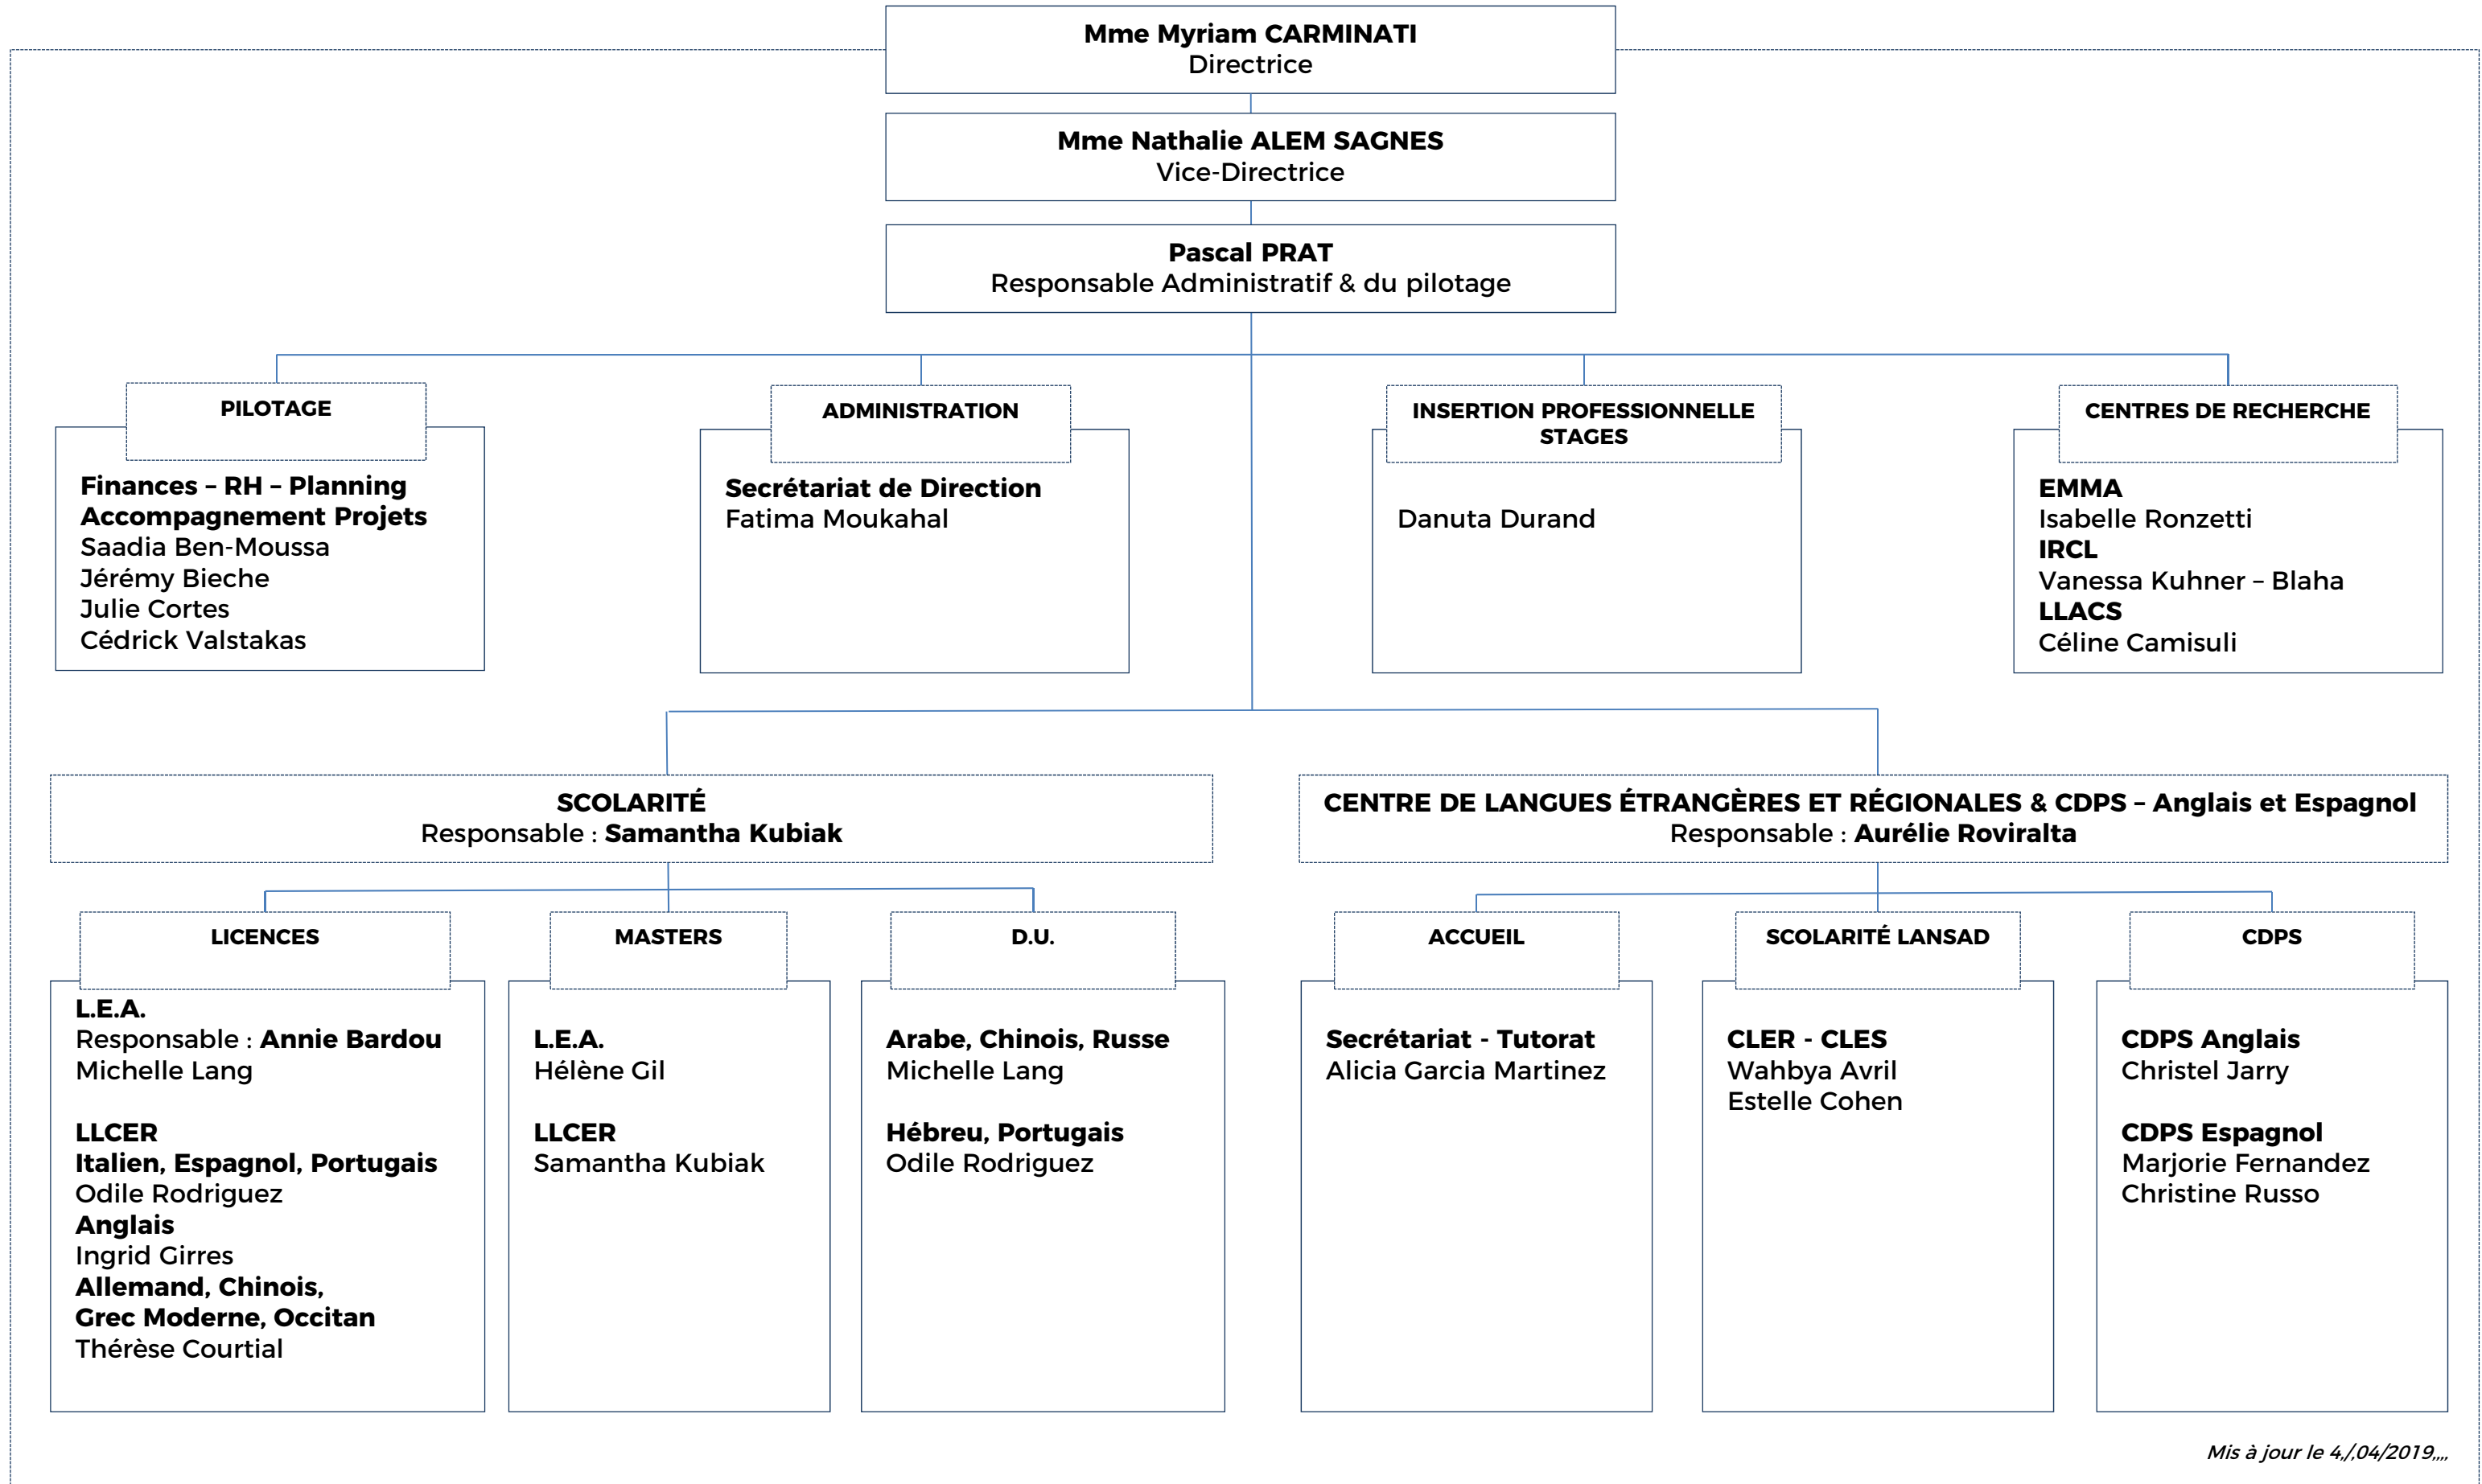 Mme Myriam CARMINATI
Directrice
Mme Nathalie ALEM SAGNES
Vice-Directrice
Pascal PRAT
Responsable Administratif & du pilotage
PILOTAGE
Finances – RH – Planning
Accompagnement Projets
Saadia Ben-Moussa
Jérémy Bieche
Julie Cortes
Cédrick Valstakas
ADMINISTRATION
Secrétariat de Direction
Fatima Moukahal
INSERTION PROFESSIONNELLE
STAGES
Danuta Durand
CENTRES DE RECHERCHE
EMMA
Isabelle Ronzetti
IRCL
Vanessa Kuhner – Blaha
LLACS
Céline Camisuli
SCOLARITÉ
Responsable : Samantha Kubiak
LICENCES
L.E.A.
Responsable : Annie Bardou
Michelle Lang
LLCER
Italien, Espagnol, Portugais
Odile Rodriguez
Anglais
Ingrid Girres
Allemand, Chinois,
Grec Moderne, Occitan
Thérèse Courtial
MASTERS
L.E.A.
Hélène Gil
LLCER
Samantha Kubiak
D.U.
Arabe, Chinois, Russe
Michelle Lang
Hébreu, Portugais
Odile Rodriguez
CENTRE DE LANGUES ÉTRANGÈRES ET RÉGIONALES & CDPS – Anglais et Espagnol
Responsable : Aurélie Roviralta
ACCUEIL
Secrétariat - Tutorat
Alicia Garcia Martinez
SCOLARITÉ LANSAD
CLER - CLES
Wahbya Avril
Estelle Cohen
CDPS
CDPS Anglais
Christel Jarry
CDPS Espagnol
Marjorie Fernandez
Christine Russo
Mis à jour le 4,/,04/2019,,,,